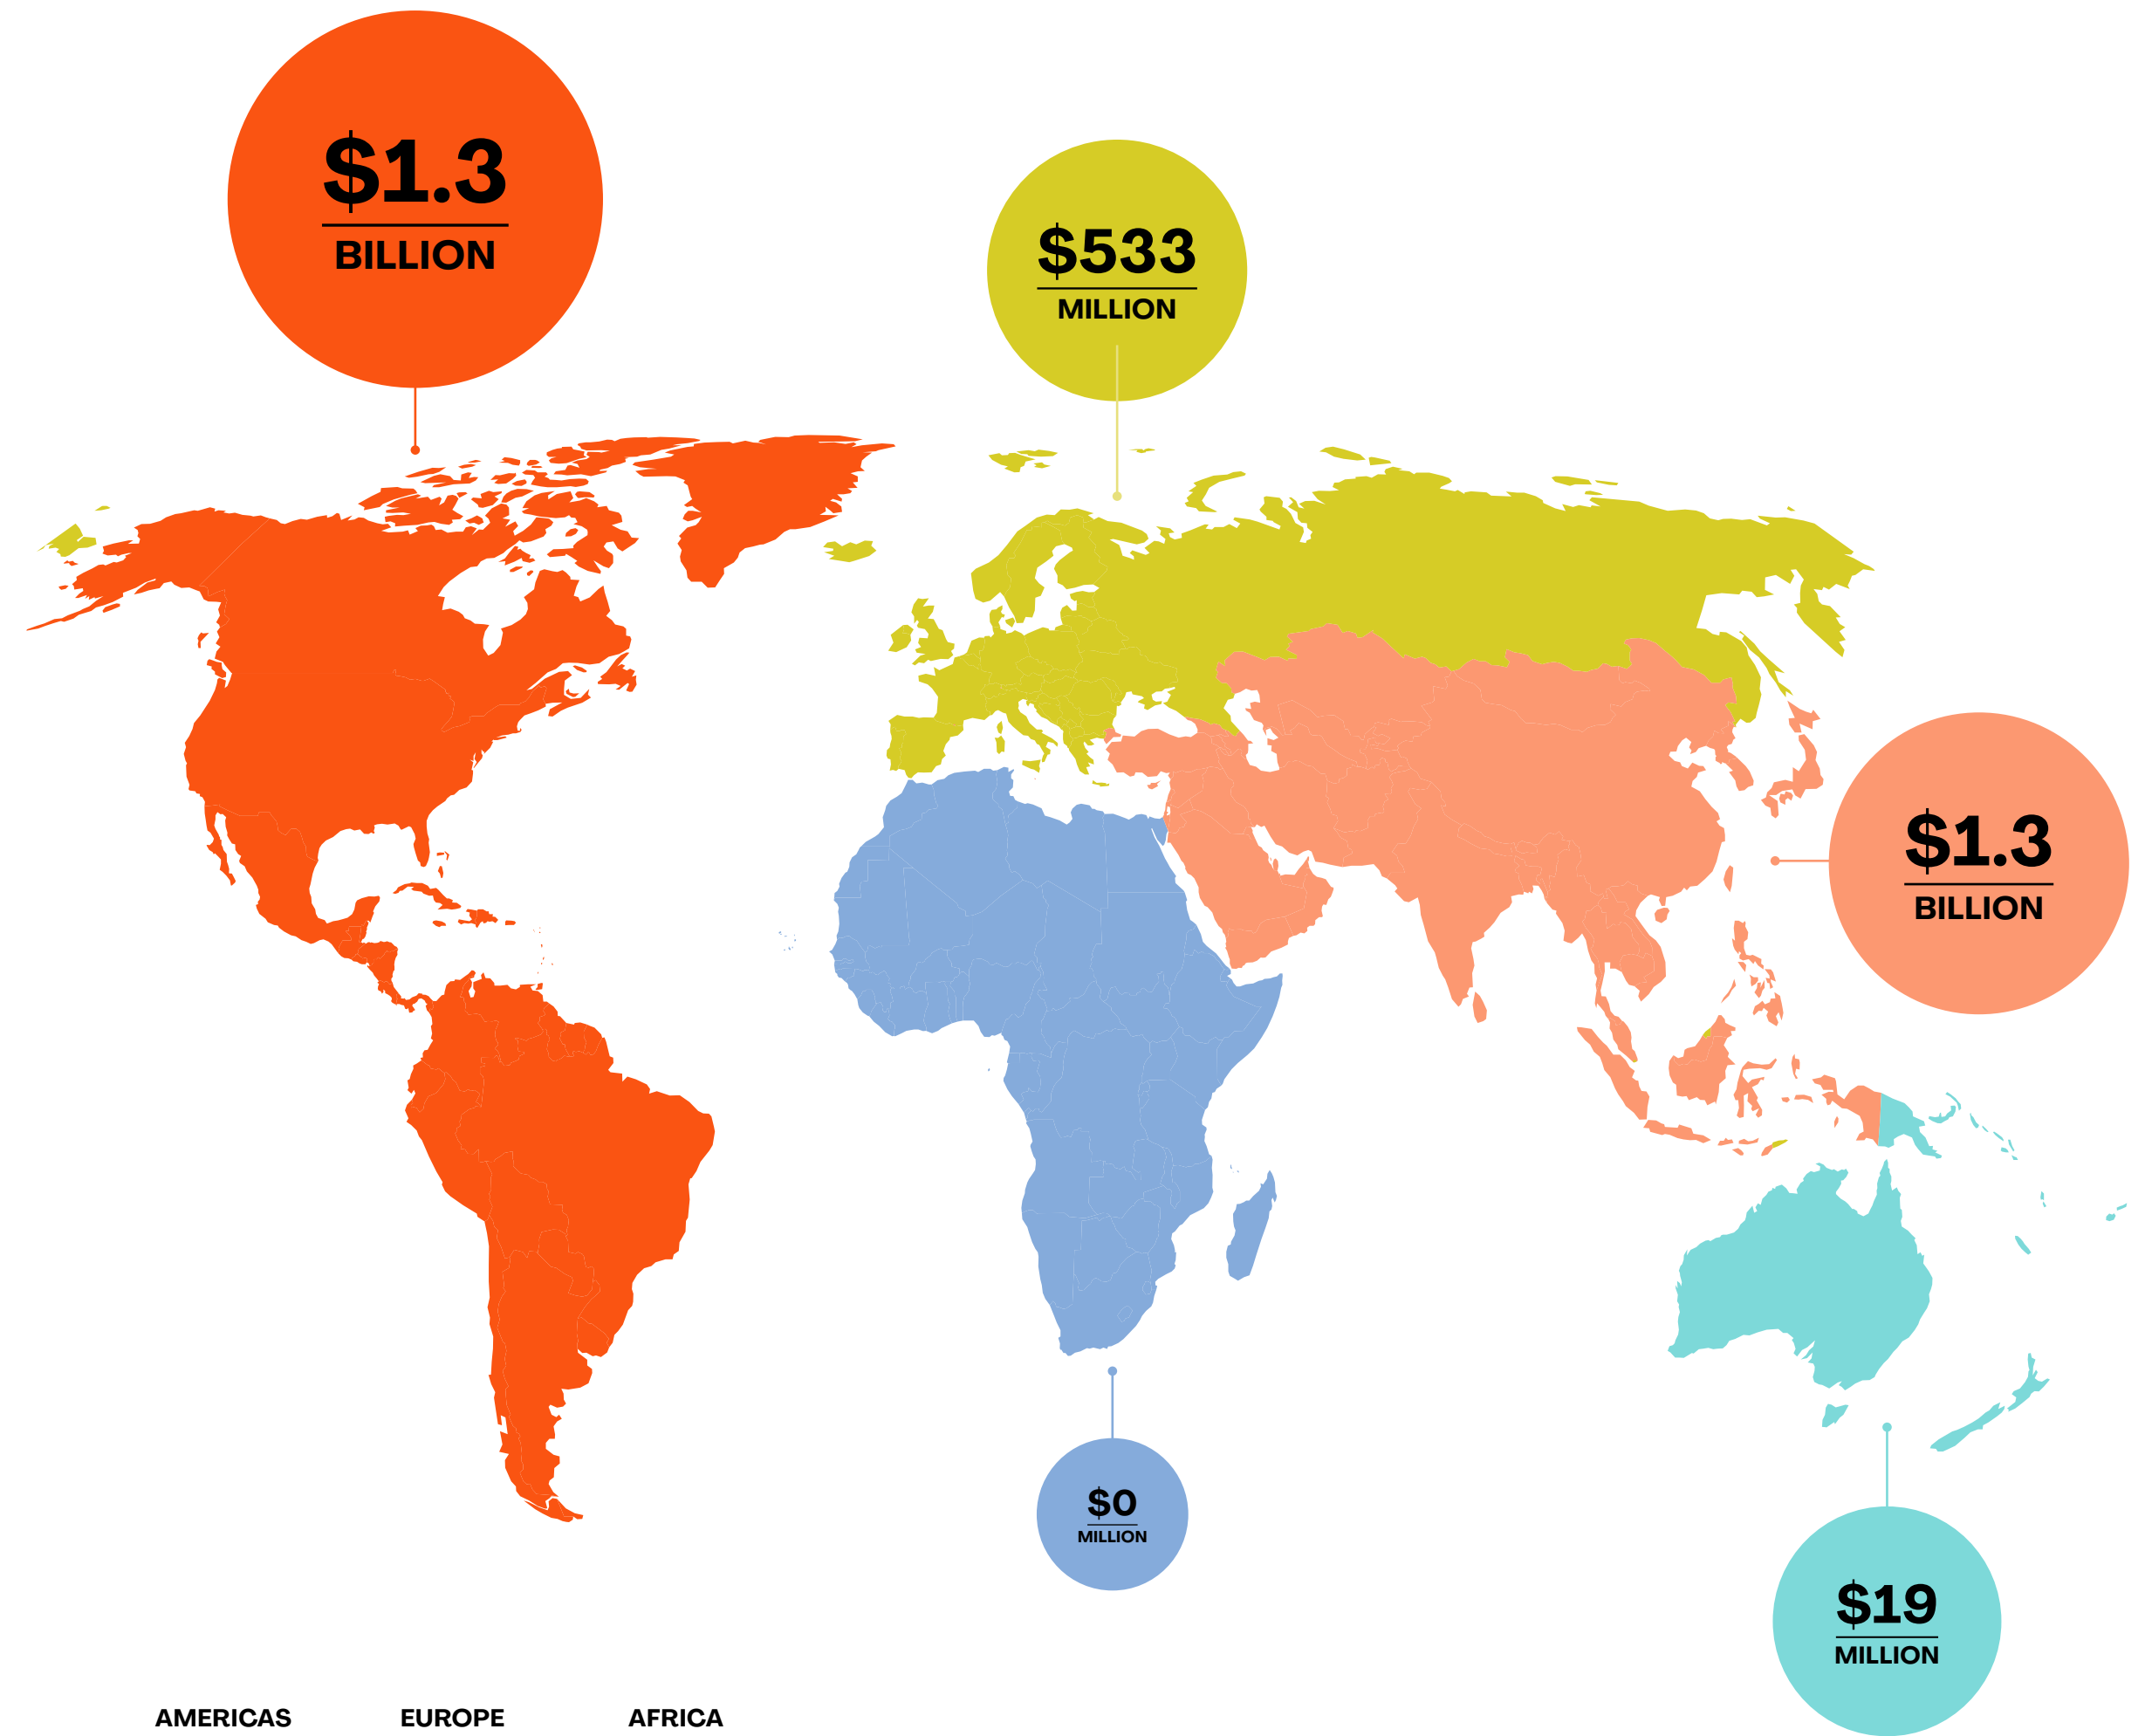 $1.3
BILLION
$533
MILLION
$1.3
BILLION
$0
MILLION
$19
MILLION
AMERICAS
EUROPE
AFRICA